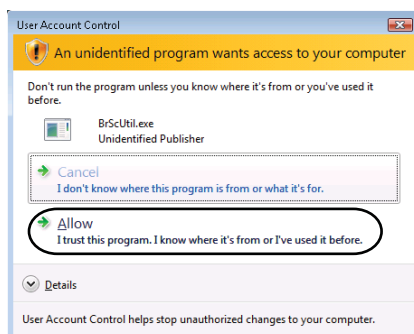 User Account Control
An unidentified program wants access to your computer
Don't run the program unless you know where it's from or you've used it
before.
BrScUtil.exe
Unidentified Publisher
Cancel
I don't know where this program is from or what it's for.
Allow
I trust this program. I know where it's from or I've used it before.
Details
User Account Control helps stop unauthorized changes to your computer.